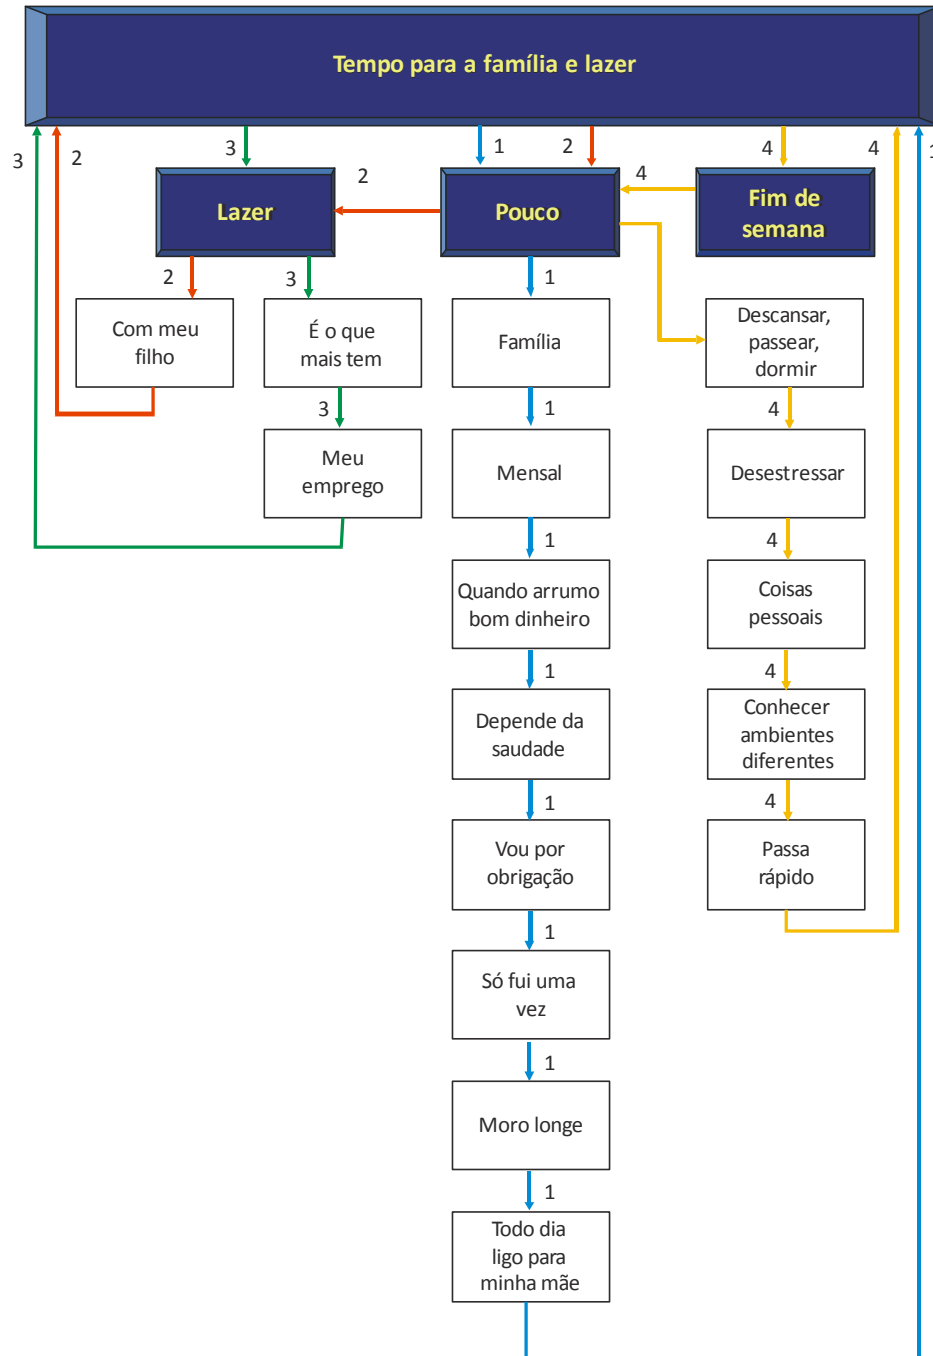 Tempo para a família e lazer
3
2
3
1
2
4
4
1
2
4
Lazer
Pouco
Fim de
semana
2
3
1
Com meu
filho
É o que
mais tem
Família
Descansar,
passear,
dormir
3
1
4
Meu
emprego
Mensal
Desestressar
1
4
Quando arrumo
bom dinheiro
Coisas
pessoais
1
4
Depende da
saudade
Conhecer
ambientes
diferentes
1
4
Vou por
obrigação
Passa
rápido
1
Só fui uma
vez
1
Moro longe
1
Todo dia
ligo para
minha mãe